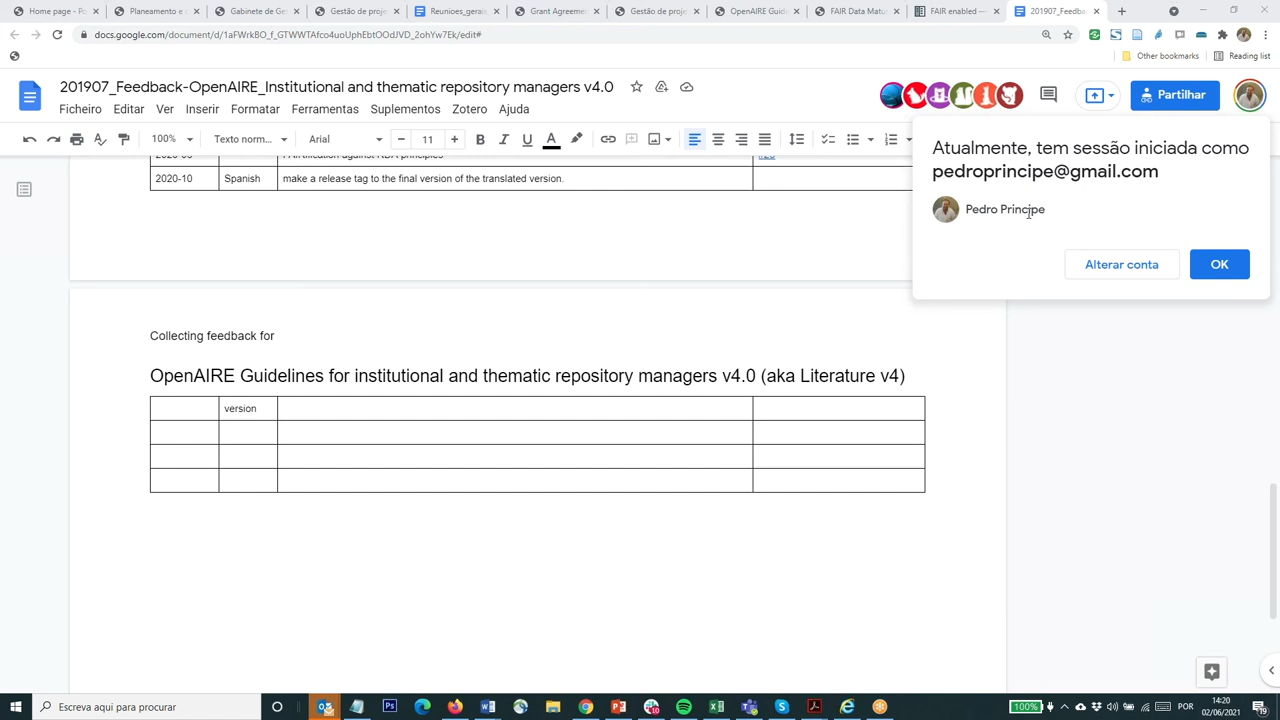 Home page - Po
Planeamento e c
Gabinete de Ge
Gestão de proje
Reunioes_gerais
Grant Agreeme
Gestão de proje
OpenAIRE Guid
FAIR Data Matu
FAIR enabled —
201907_Feedba
docs.google.com/document/d/1aFWrkBO_f_GTWWTAfco4uoUphEbtOOdJVD_2ohYw7Ek/edit#
Other bookmarks
Reading list
201907_Feedback-OpenAIRE_Institutional and thematic repository managers v4.0
Partilhar
Ficheiro Editar Ver Inserir Formatar Ferramentas Suplementos Zotero Ajuda
100% Texto norm... Arial 11
2020-10 Spanish make a release tag to the final version of the translated version.
Atualmente, tem sessão iniciada como
pedroprincipe@gmail.com
Pedro Principe
Alterar conta OK
Collecting feedback for
OpenAIRE Guidelines for institutional and thematic repository managers v4.0 (aka Literature v4)
version
Escreva aqui para procurar
100%
POR
14:20
02/06/2021